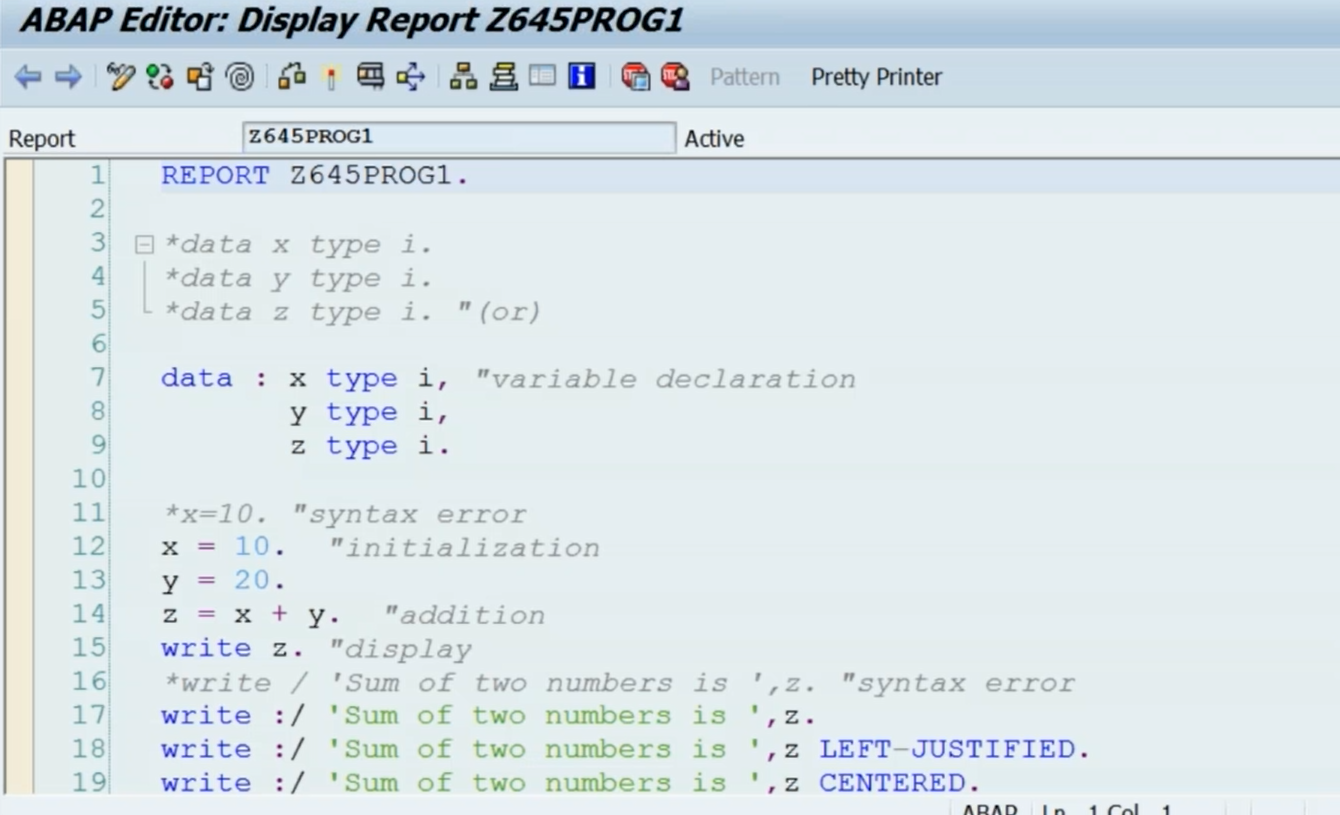 ABAP Editor: Display Report Z645PROG1
Pattern Pretty Printer
Report Z645PROG1 Active
1 REPORT Z645PROG1.
2
3 *data x type i.
4 *data y type i.
5 *data z type i. "(or)
6
7 data : x type i, "variable declaration
8 y type i,
9 z type i.
10
11 *x=10. "syntax error
12 x = 10. "initialization
13 y = 20.
14 z = x + y. "addition
15 write z. "display
16 *write / 'Sum of two numbers is ',z. "syntax error
17 write :/ 'Sum of two numbers is ',z.
18 write :/ 'Sum of two numbers is ',z LEFT-JUSTIFIED.
19 write :/ 'Sum of two numbers is ',z CENTERED.
ABAP Ln 1 Col 1